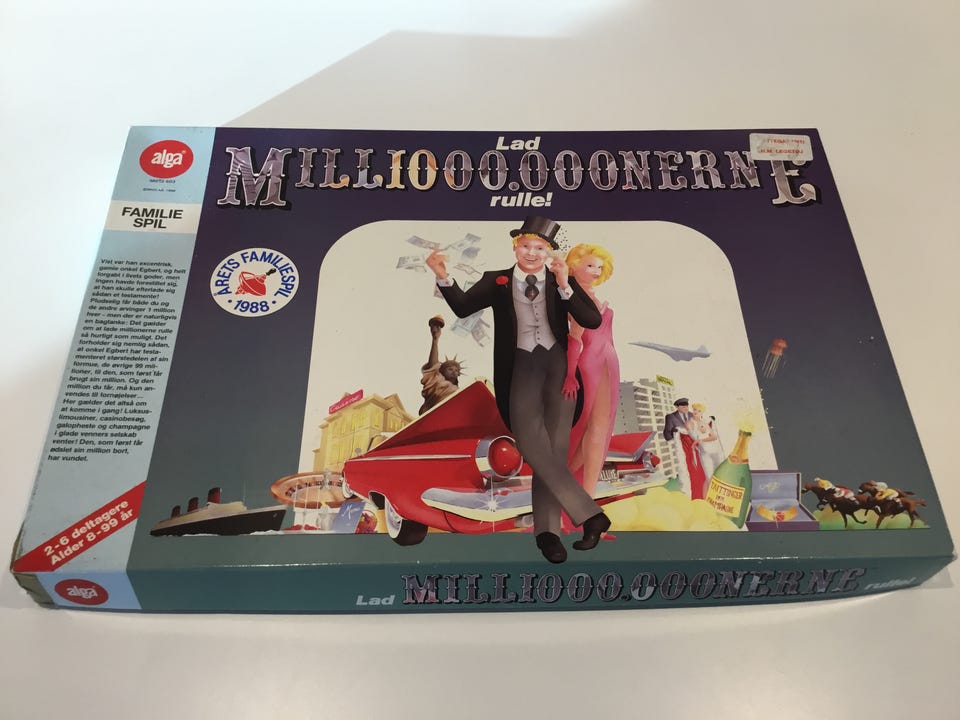 alga
FAMILIE
SPIL
Vist var han excentrisk,
gamle onkel Egbert, og helt
forgabt i livets goder, men
ingen havde forestillet sig,
at han skulle efterlade sig
sådan et testamente!
Pludselig får både du og
de andre arvinger 1 million
hver - men der er naturligvis
en bagtanke: Det gælder
om at lade millionerne rulle
så hurtigt som muligt. Det
forholder sig nemlig sådan,
at onkel Egbert har testa-
menteret størstedelen af sin
formue, de øvrige 99 mil-
lioner, til den, som først får
brugt sin million. Og den
million du får, må kun an-
vendes til fornøjelser...
Her gælder det altså om
at komme i gang! Luksus-
limousiner, casinobesøg,
galopheste og champagne
i glade venners selskab
venter! Den, som først får
ødslet sin million bort,
har vundet.
2-6 deltagere
Alder 8-99 år
Lad
MILLIOOO.OOONERNE
rulle!
ÅRETS FAMILIESPIL
• 1988 •
TAITTINGER
CHAMPAGNE
alga
Lad MILLIOOO.OOONERNE rulle!